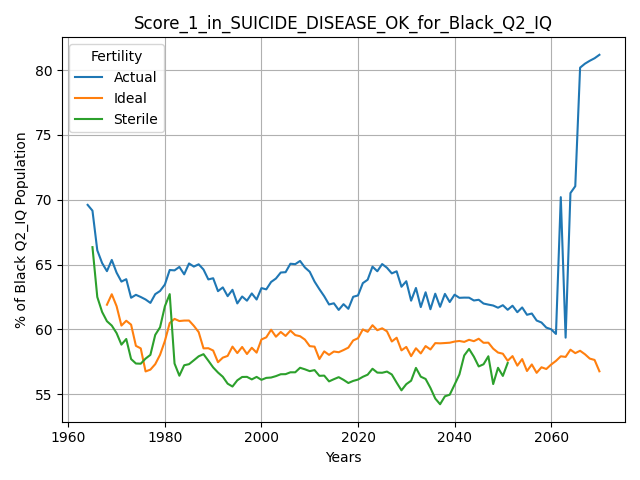 Score_1_in_SUICIDE_DISEASE_OK_for_Black_Q2_IQ
Fertility
Actual
Ideal
Sterile
% of Black Q2_IQ Population
80
75
70
65
60
55
1960
1980
2000
2020
2040
2060
Years